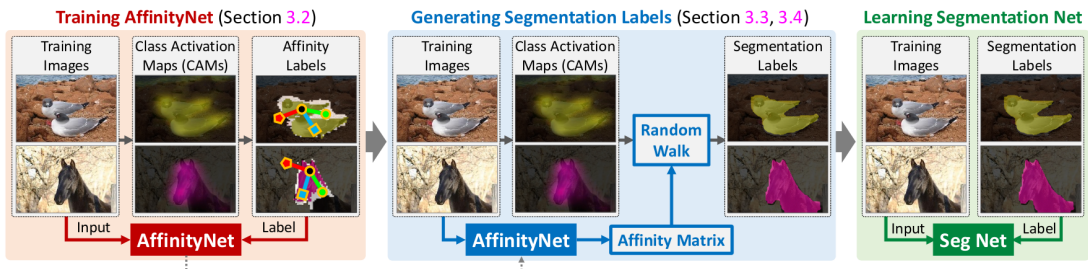 Training AffinityNet (Section 3.2)
Training
Images
Class Activation
Maps (CAMs)
Affinity
Labels
Input
Label
AffinityNet
Generating Segmentation Labels (Section 3.3, 3.4)
Training
Images
Class Activation
Maps (CAMs)
Random
Walk
Segmentation
Labels
AffinityNet
Affinity Matrix
Learning Segmentation Net
Training
Images
Segmentation
Labels
Input
Label
Seg Net